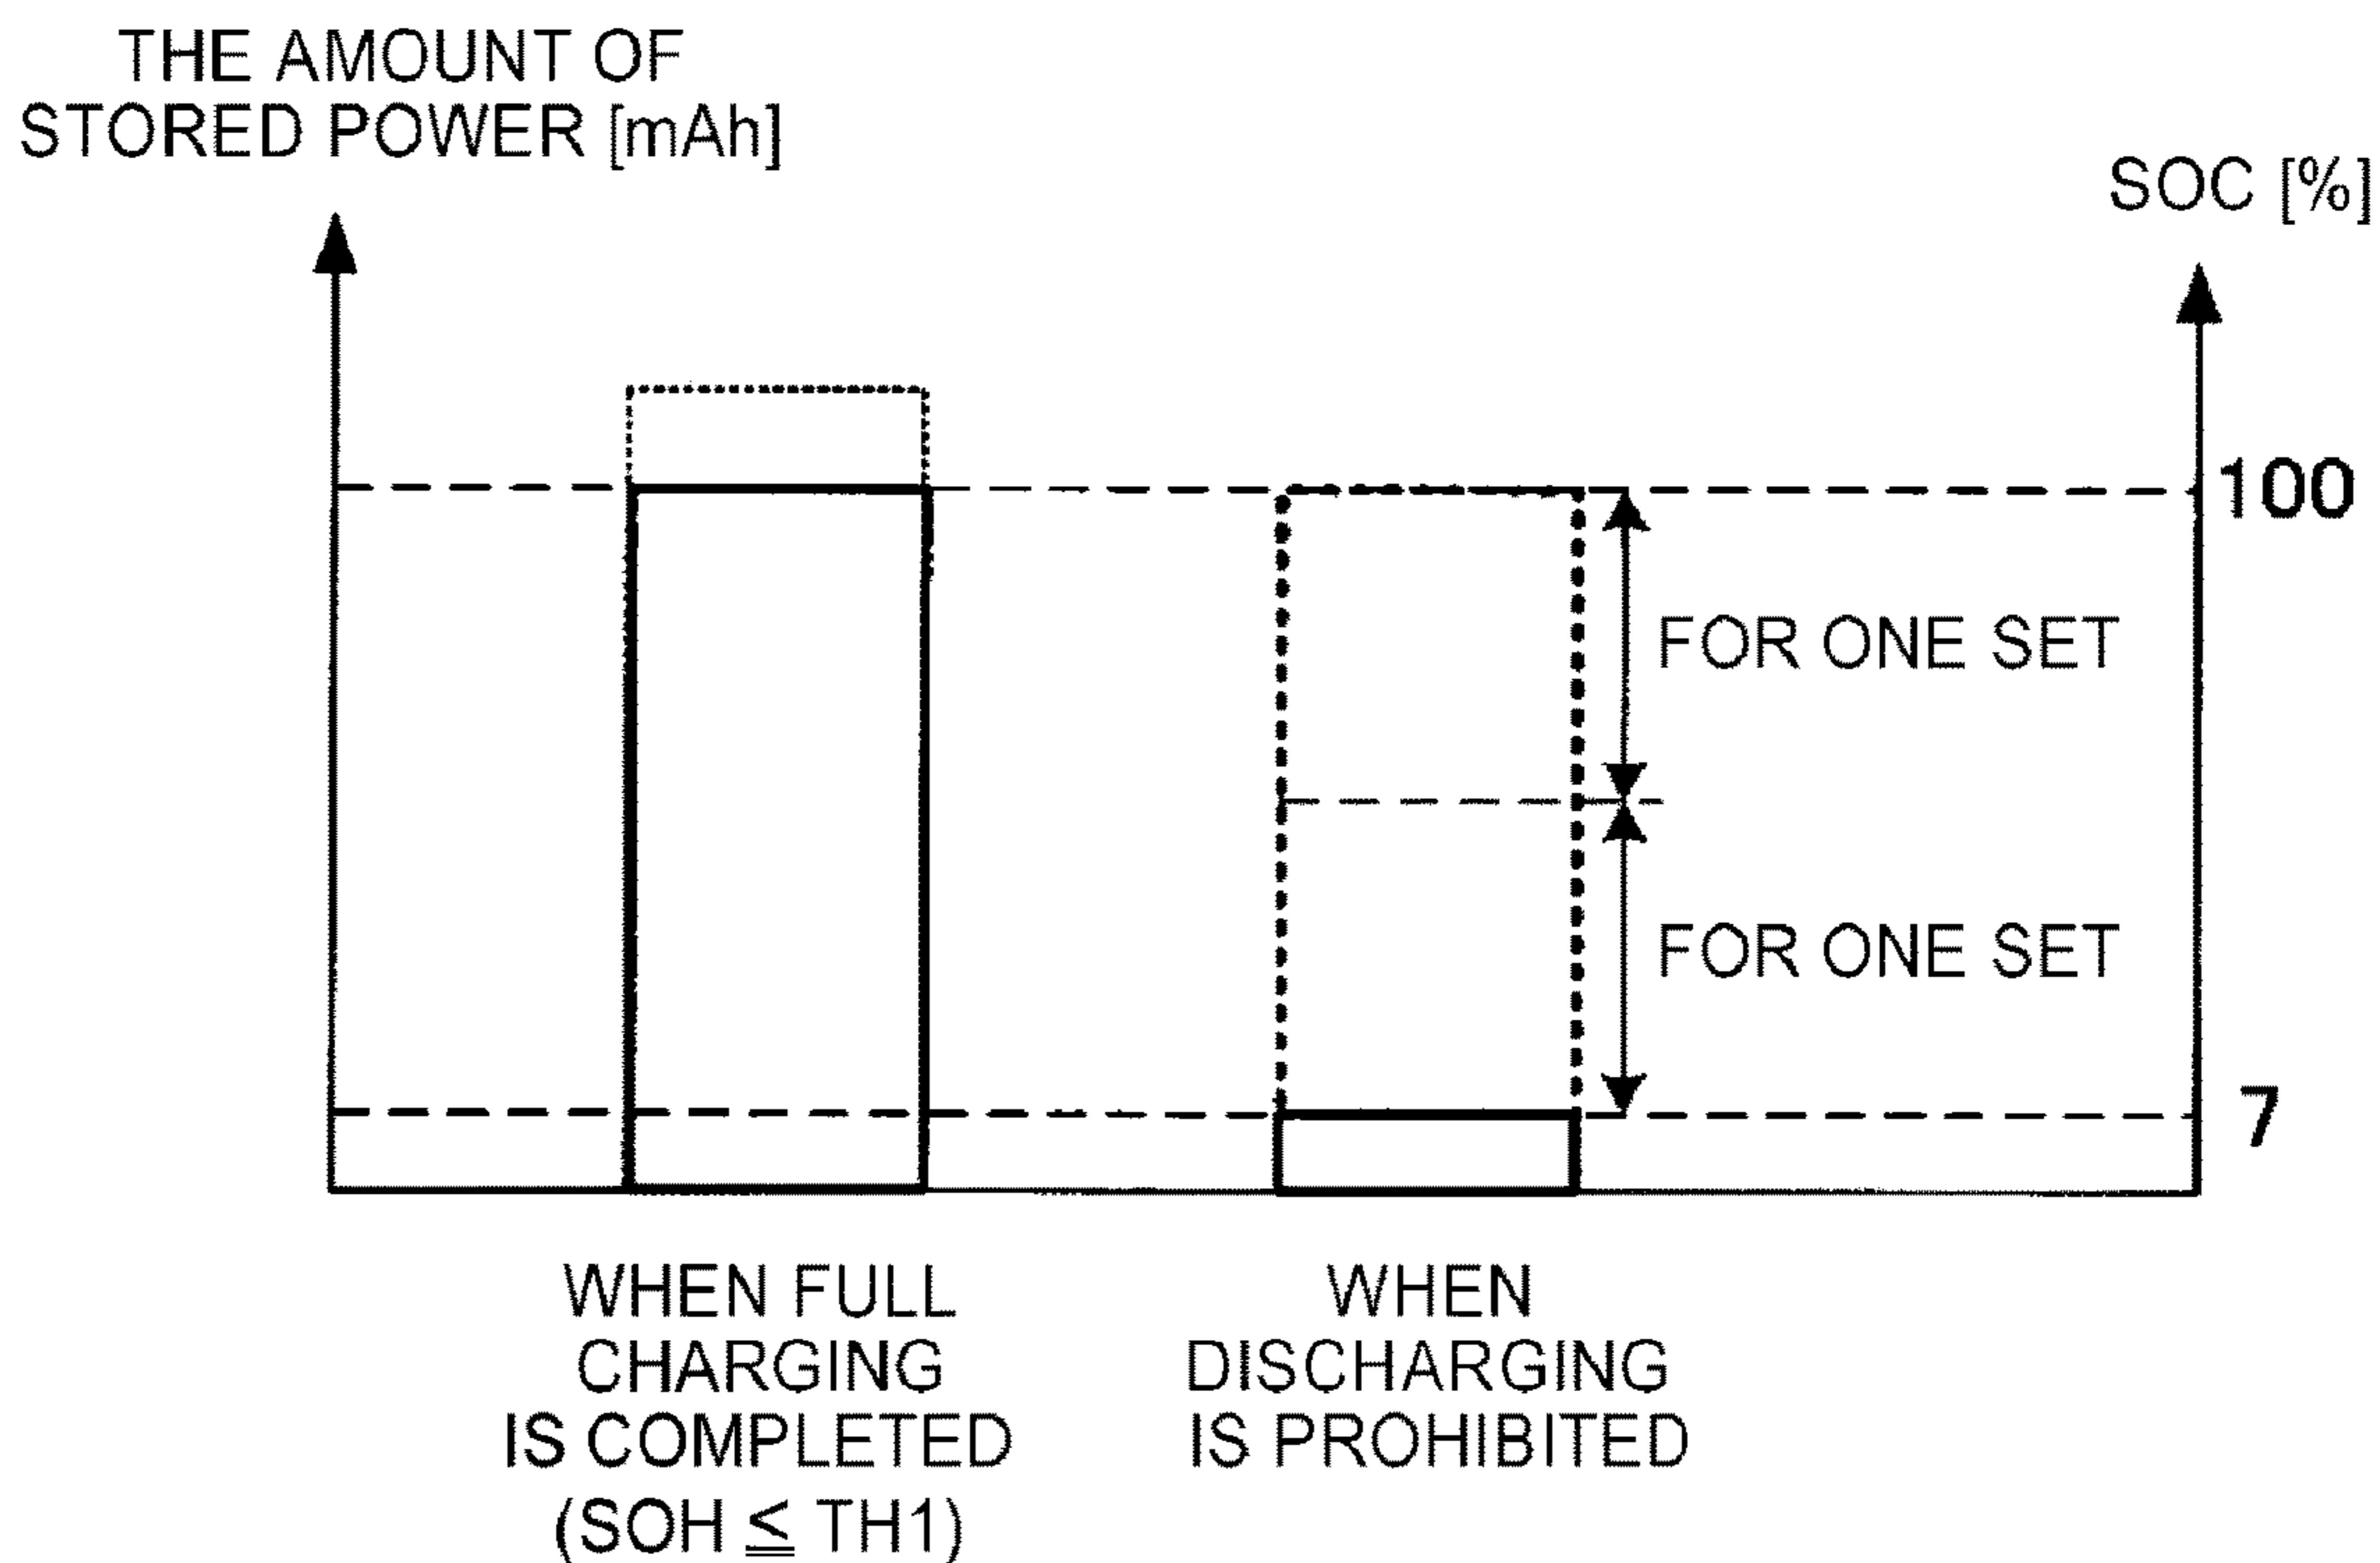 THE AMOUNT OF
STORED POWER [mAh]
SOC [%]
100
FOR ONE SET
FOR ONE SET
7
WHEN FULL
CHARGING
IS COMPLETED
(SOH ≦ TH1)
WHEN
DISCHARGING
IS PROHIBITED